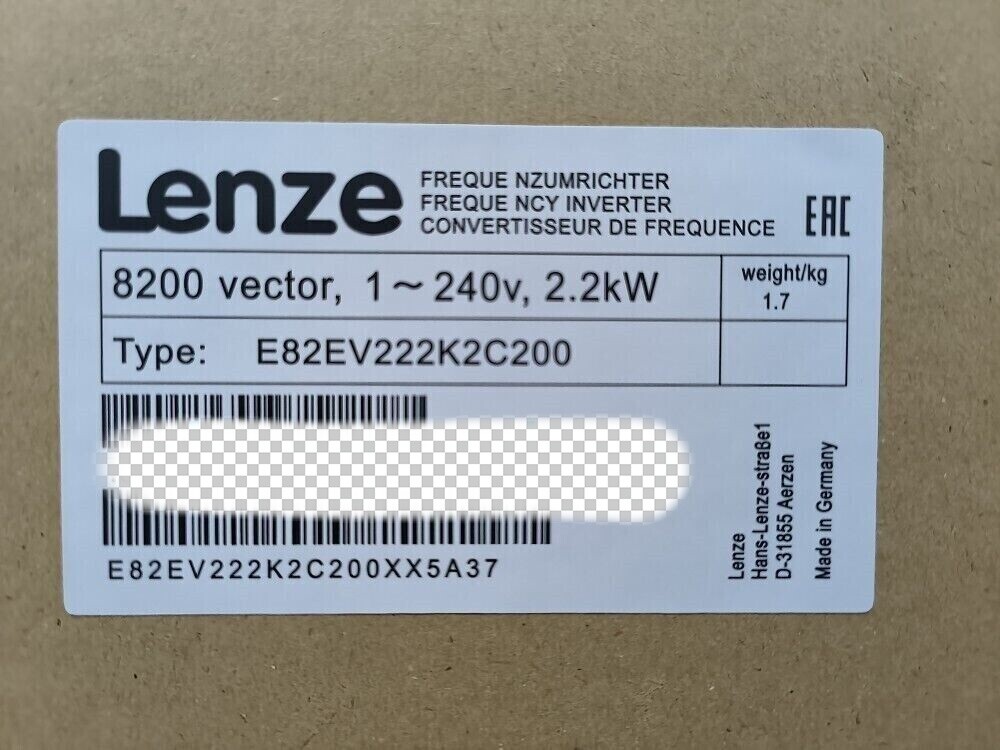 Lenze
FREQUE NZUMRICHTER
FREQUE NCY INVERTER
CONVERTISSEUR DE FREQUENCE
EAC
8200 vector, 1~240v, 2.2kW
weight/kg
1.7
Type: E82EV222K2C200
E82EV222K2C200XX5A37
Lenze
Hans-Lenze-straße1
D-31855 Aerzen
Made in Germany